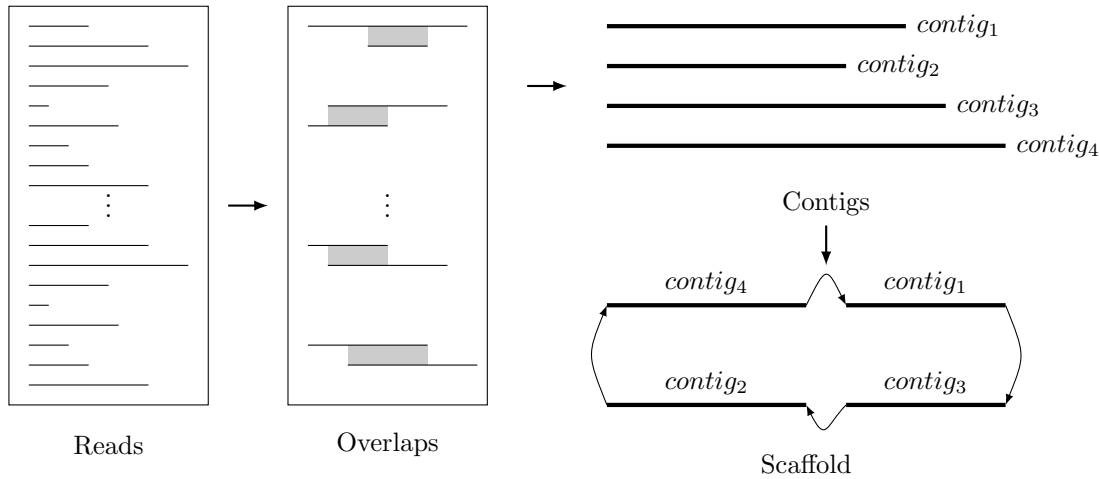 contig1
contig2
contig3
contig4
Contigs
contig4
contig1
contig2
contig3
Reads
Overlaps
Scaffold